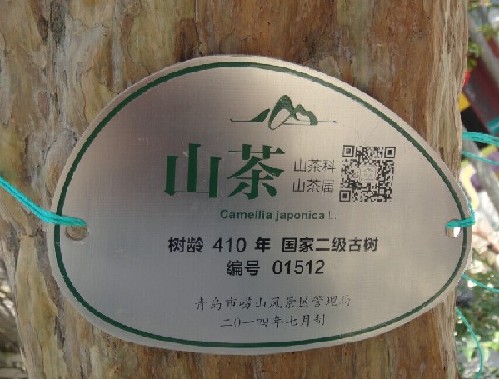 山茶
山茶科
山茶属
Camellia japonica L.
树龄 410 年 国家二级古树
编号 01512
青岛市崂山风景区管理局
二〇一四年七月制